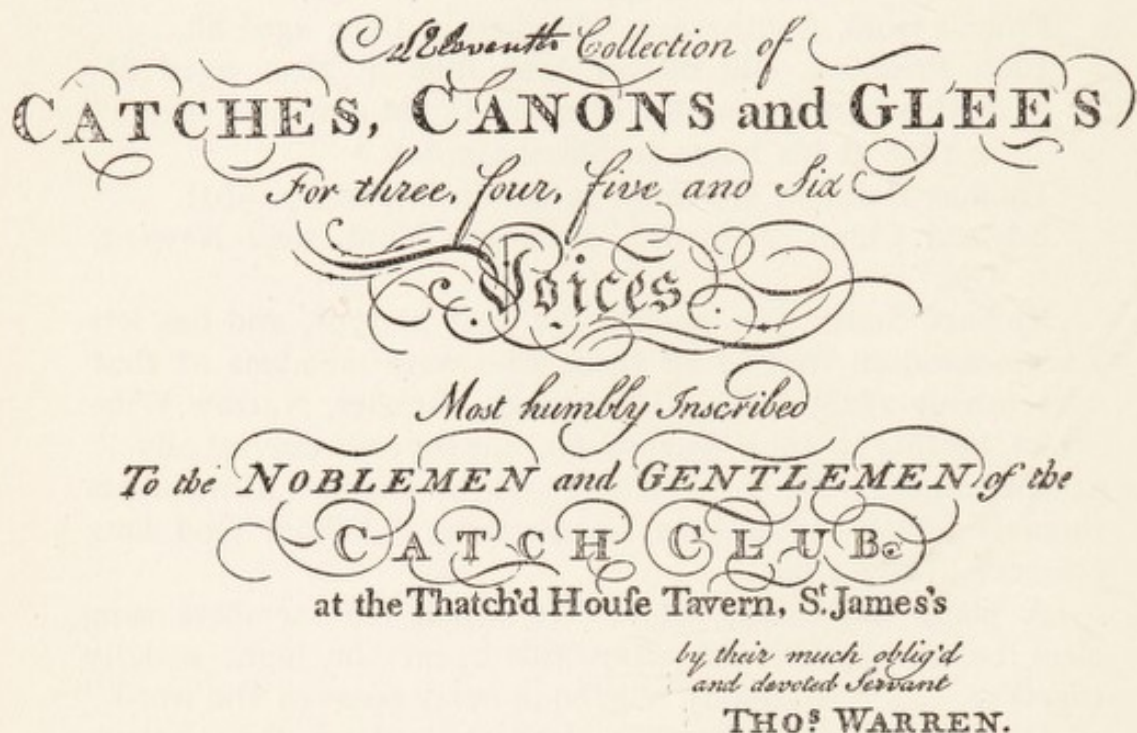 A Eleventh Collection of
CATCHES, CANONS and GLEES
For three, four, five and Six
Voices
Most humbly Inscribed
To the NOBLEMEN and GENTLEMEN of the
CATCH CLUB
at the Thatch'd Houſe Tavern, St. James's
by their much oblig'd
and devoted Servant
THOs. WARREN.